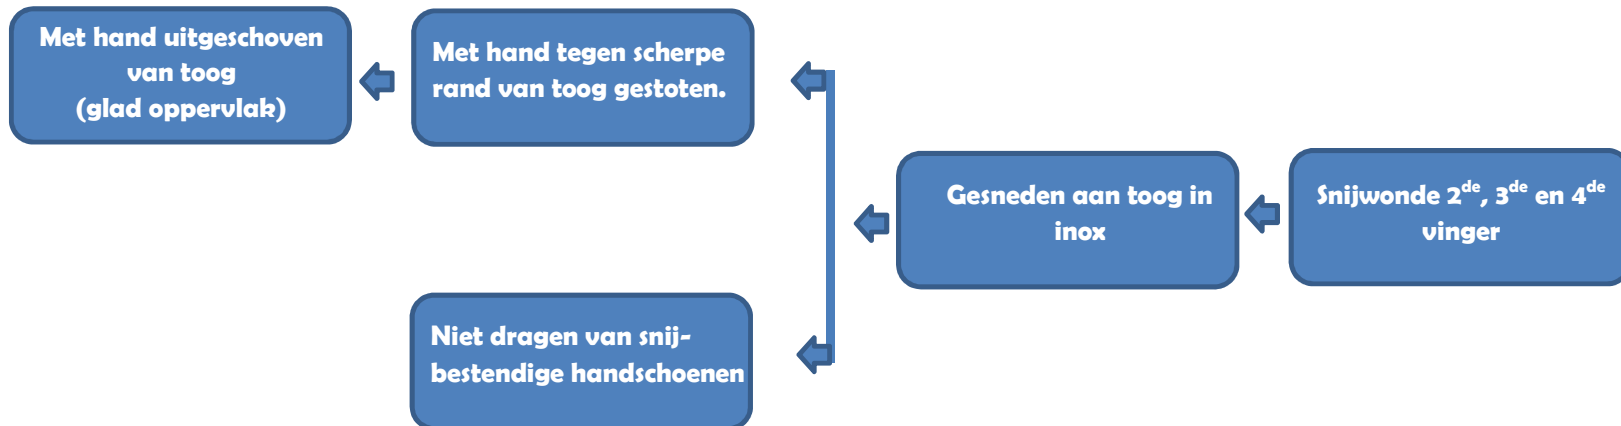 Met hand uitgeschoven
van toog
(glad oppervlak)
Met hand tegen scherpe
rand van toog gestoten.
Niet dragen van snij-
bestendige handschoenen
Gesneden aan toog in
inox
Snijwonde 2de, 3de en 4de
vinger